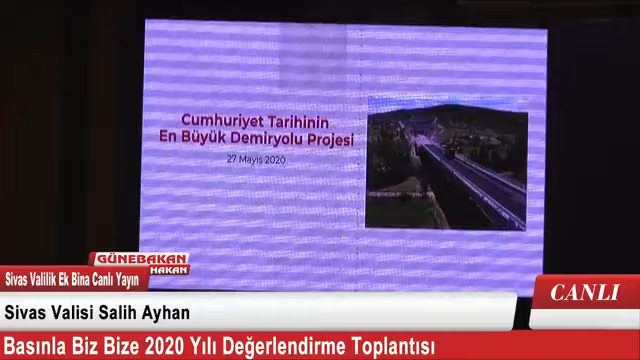 Cumhuriyet Tarihinin
En Büyük Demiryolu Projesi
27 Mayıs 2020
GÜNEBAKAN
HAKAN
Sivas Valilik Ek Bina Canlı Yayın
Sivas Valisi Salih Ayhan
CANLI
Basınla Biz Bize 2020 Yılı Değerlendirme Toplantısı